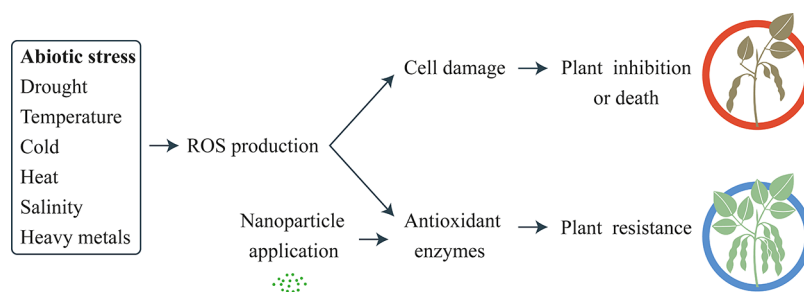 Abiotic stress
Drought
Temperature
Cold
Heat
Salinity
Heavy metals
ROS production
Cell damage
Plant inhibition
or death
Nanoparticle
application
Antioxidant
enzymes
Plant resistance